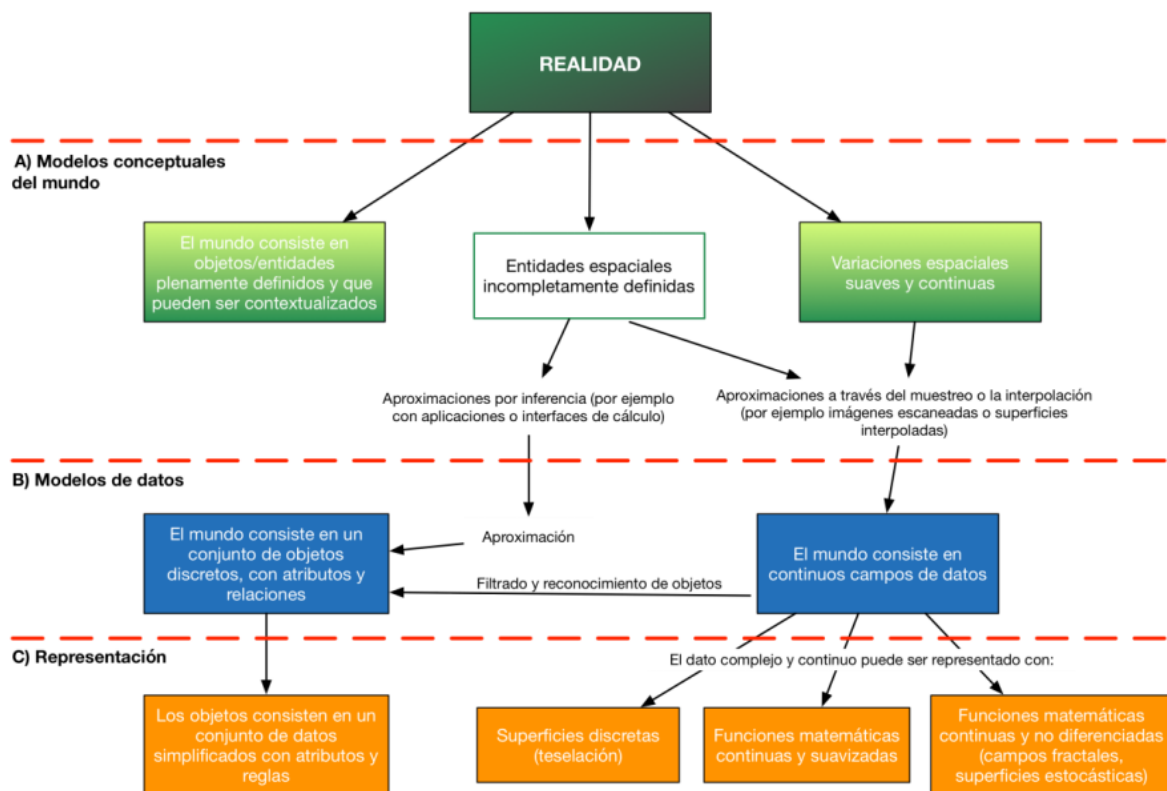 REALIDAD
A) Modelos conceptuales
del mundo
El mundo consiste en
objetos/entidades
plenamente definidos y que
pueden ser contextualizados
Entidades espaciales
incompletamente definidas
Variaciones espaciales
suaves y continuas
Aproximaciones por inferencia (por ejemplo
con aplicaciones o interfaces de cálculo)
Aproximaciones a través del muestreo o la interpolación
(por ejemplo imágenes escaneadas o superficies
interpoladas)
B) Modelos de datos
El mundo consiste en un
conjunto de objetos
discretos, con atributos y
relaciones
Aproximación
Filtrado y reconocimiento de objetos
El mundo consiste en
continuos campos de datos
C) Representación
El dato complejo y continuo puede ser representado con:
Los objetos consisten en un
conjunto de datos
simplificados con atributos y
reglas
Superficies discretas
(teselación)
Funciones matemáticas
continuas y suavizadas
Funciones matemáticas
continuas y no diferenciadas
(campos fractales,
superficies estocásticas)